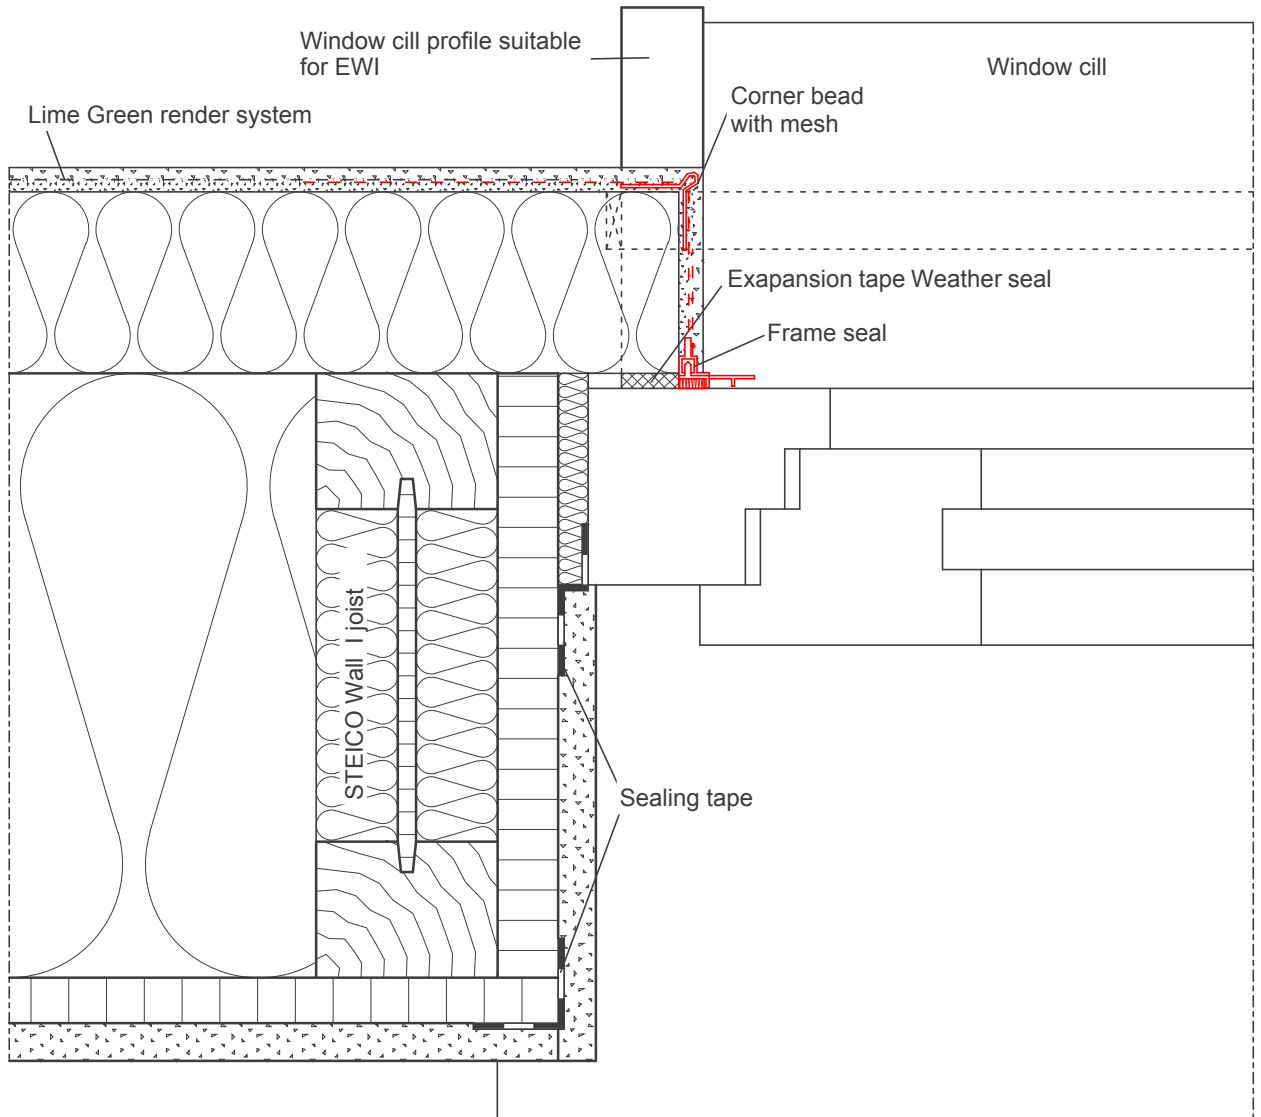 Window cill profile suitable
for EWI
Window cill
Lime Green render system
Corner bead
with mesh
Exapansion tape Weather seal
Frame seal
STEICO Wall I joist
Sealing tape